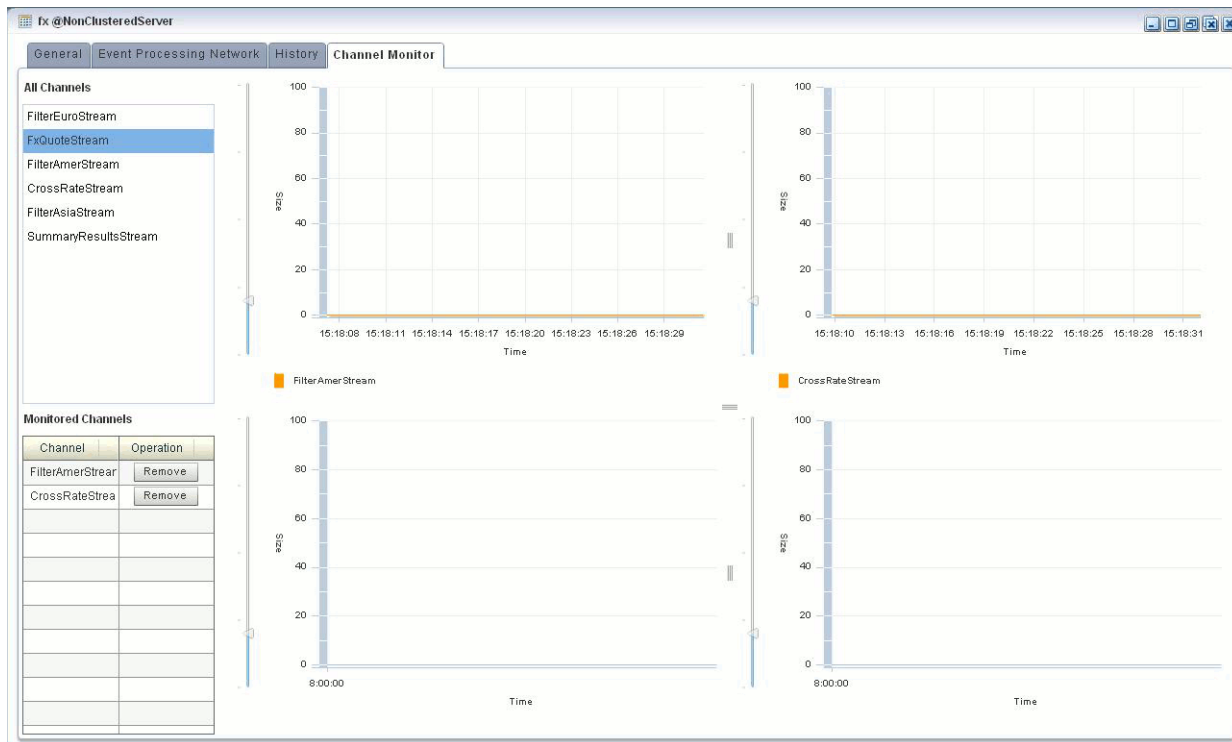 fx @NonClusteredServer
General Event Processing Network History Channel Monitor
All Channels
FilterEuroStream
FxQuoteStream
FilterAmerStream
CrossRateStream
FilterAsiaStream
SummaryResultsStream
Monitored Channels
Channel Operation
FilterAmerStrear Remove
CrossRateStrea Remove
100
80
60
40
20
0
Size
15:18:08 15:18:11 15:18:14 15:18:17 15:18:20 15:18:23 15:18:26 15:18:29
Time
FilterAmerStream
100
80
60
40
20
0
Size
15:18:10 15:18:13 15:18:16 15:18:19 15:18:22 15:18:25 15:18:28 15:18:31
Time
CrossRateStream
100
80
60
40
20
0
Size
8:00:00
Time
100
80
60
40
20
0
Size
8:00:00
Time